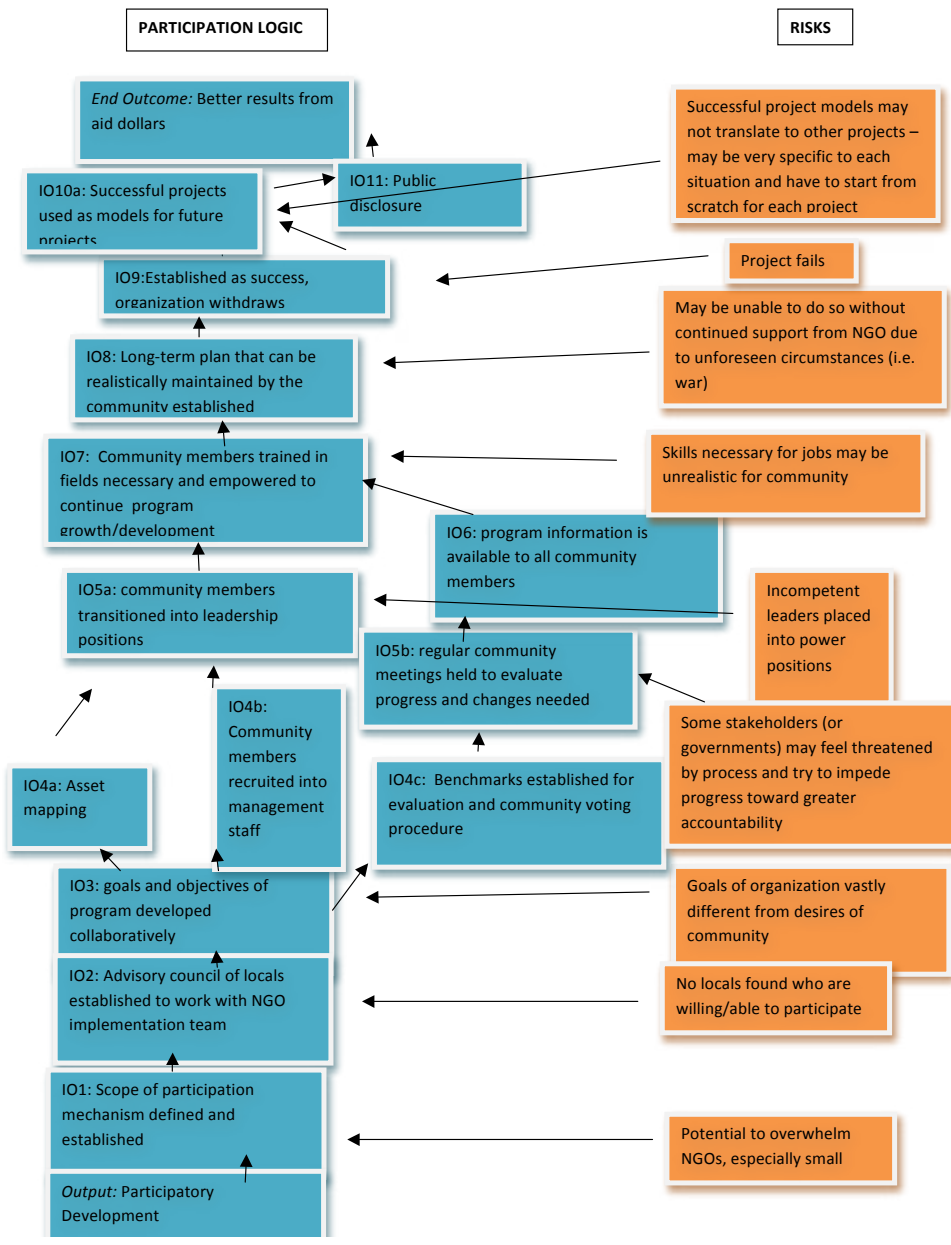 PARTICIPATION LOGIC
RISKS
End Outcome: Better results from
aid dollars
Successful project models may
not translate to other projects –
may be very specific to each
situation and have to start from
scratch for each project
IO11: Public
disclosure
IO10a: Successful projects
used as models for future
projects
IO9:Established as success,
organization withdraws
Project fails
May be unable to do so without
continued support from NGO due
to unforeseen circumstances (i.e.
war)
IO8: Long-term plan that can be
realistically maintained by the
community established
IO7: Community members trained in
fields necessary and empowered to
continue program
growth/development
Skills necessary for jobs may be
unrealistic for community
IO6: program information is
available to all community
members
IO5a: community members
transitioned into leadership
positions
Incompetent
leaders placed
into power
positions
IO5b: regular community
meetings held to evaluate
progress and changes needed
IO4b:
Community
members
recruited into
management
staff
Some stakeholders (or
governments) may feel threatened
by process and try to impede
progress toward greater
accountability
IO4a: Asset
mapping
IO4c: Benchmarks established for
evaluation and community voting
procedure
IO3: goals and objectives of
program developed
collaboratively
Goals of organization vastly
different from desires of
community
IO2: Advisory council of locals
established to work with NGO
implementation team
No locals found who are
willing/able to participate
IO1: Scope of participation
mechanism defined and
established
Potential to overwhelm
NGOs, especially small
Output: Participatory
Development